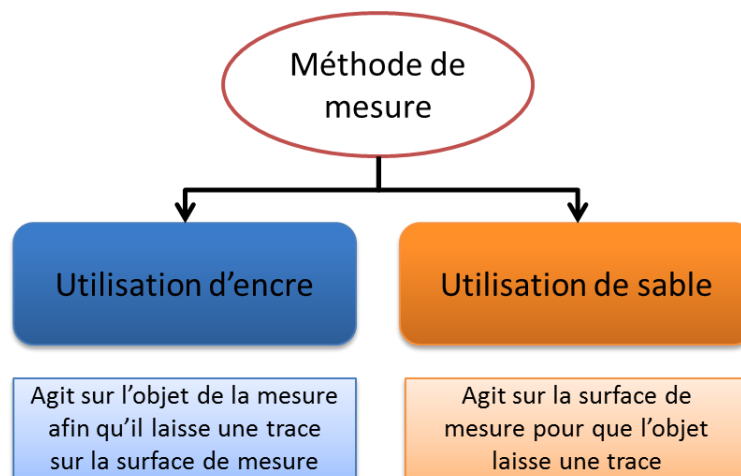 Méthode de
mesure
Utilisation d’encre
Utilisation de sable
Agit sur l’objet de la mesure
afin qu’il laisse une trace
sur la surface de mesure
Agit sur la surface de
mesure pour que l’objet
laisse une trace